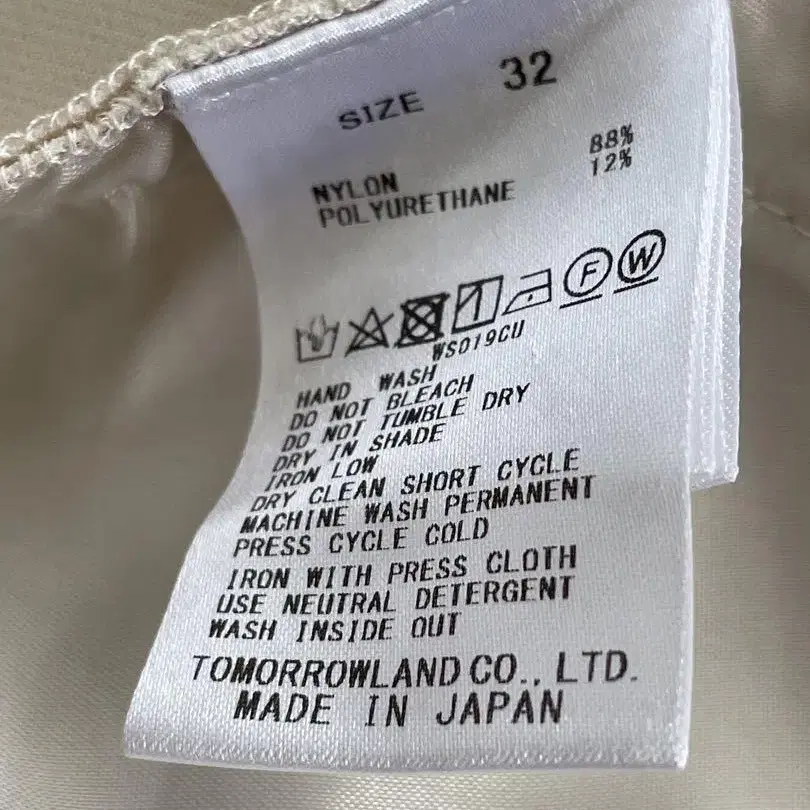 SIZE 32
NYLON 88%
POLYURETHANE 12%
F W
WS019CU
HAND WASH
DO NOT BLEACH
DO NOT TUMBLE DRY
DRY IN SHADE
IRON LOW
DRY CLEAN SHORT CYCLE
MACHINE WASH PERMANENT
PRESS CYCLE COLD
IRON WITH PRESS CLOTH
USE NEUTRAL DETERGENT
WASH INSIDE OUT
TOMORROWLAND CO., LTD.
MADE IN JAPAN